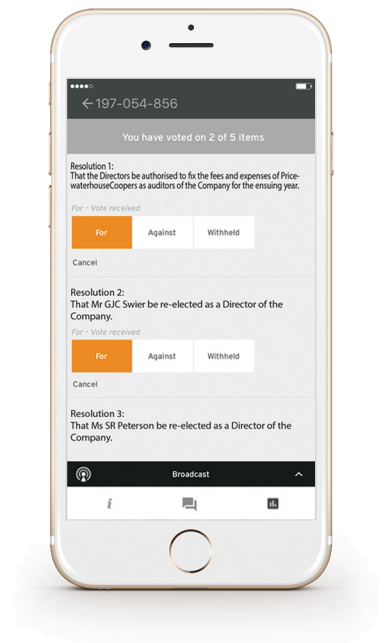 197-054-856
You have voted on 2 of 5 items
Resolution 1:
That the Directors be authorised to fix the fees and expenses of Price-
waterhouseCoopers as auditors of the Company for the ensuing year.
For - Vote received
For Against Withheld
Cancel
Resolution 2:
That Mr GJC Swier be re-elected as a Director of the
Company.
For - Vote received
For Against Withheld
Cancel
Resolution 3:
That Ms SR Peterson be re-elected as a Director of the
Company.
Broadcast
i